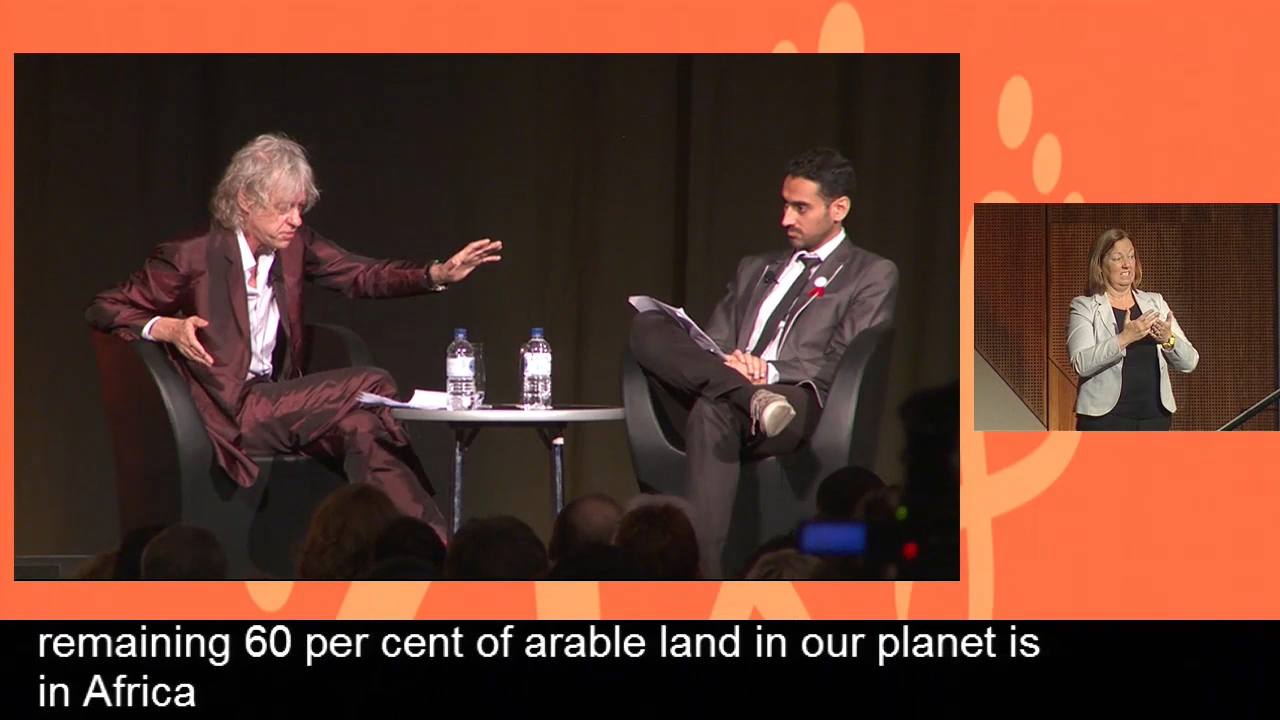 remaining 60 per cent of arable land in our planet is
in Africa